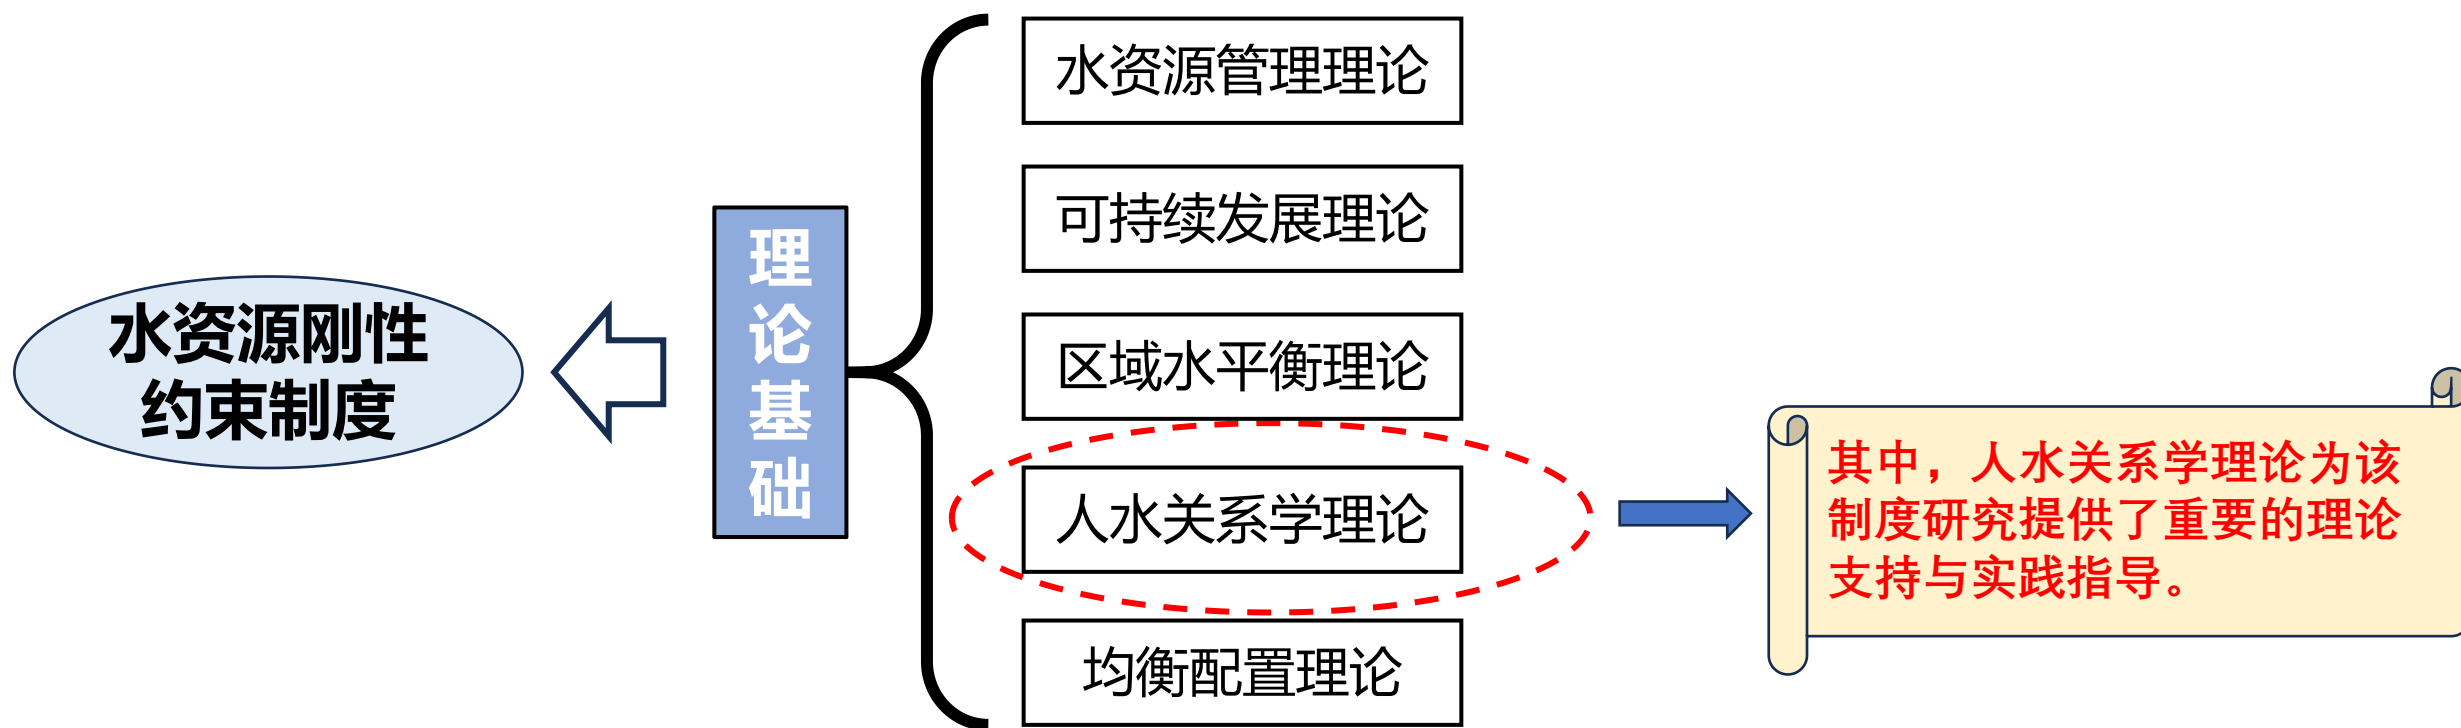 水资源刚性
约束制度
理论基础
水资源管理理论
可持续发展理论
区域水平衡理论
人水关系学理论
均衡配置理论
其中，人水关系学理论为该
制度研究提供了重要的理论
支持与实践指导。